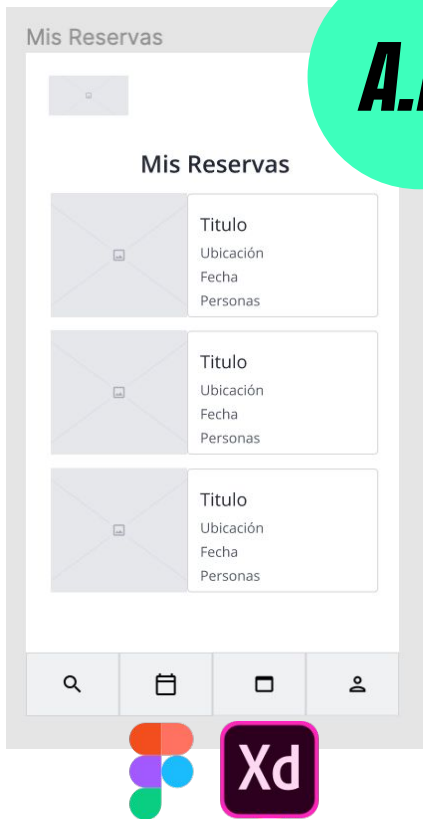 Mis Reservas
A.
Mis Reservas
Titulo
Ubicación
Fecha
Personas
Titulo
Ubicación
Fecha
Personas
Titulo
Ubicación
Fecha
Personas
Xd